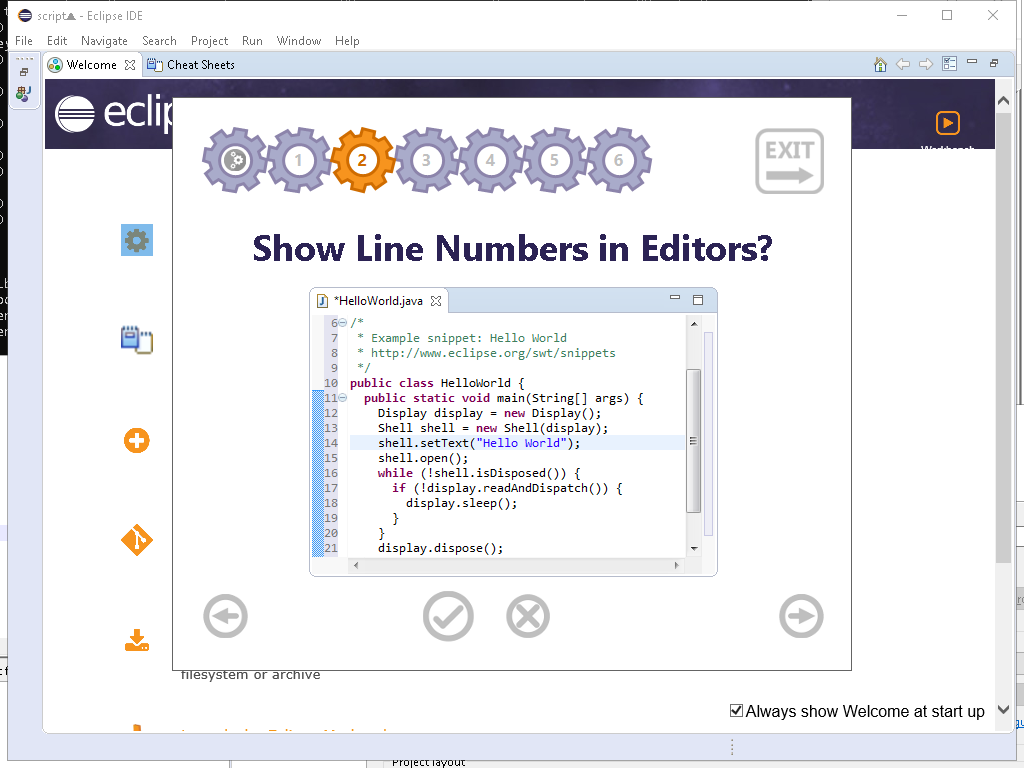 script▲ - Eclipse IDE
File Edit Navigate Search Project Run Window Help
Welcome Cheat Sheets
eclip
1 2 3 4 5 6
EXIT
Show Line Numbers in Editors?
*HelloWorld.java
6 /*
7 * Example snippet: Hello World
8 * http://www.eclipse.org/swt/snippets
9 */
10 public class HelloWorld {
11 public static void main(String[] args) {
12 Display display = new Display();
13 Shell shell = new Shell(display);
14 shell.setText("Hello World");
15 shell.open();
16 while (!shell.isDisposed()) {
17 if (!display.readAndDispatch()) {
18 display.sleep();
19 }
20 }
21 display.dispose();
filesystem or archive
Always show Welcome at start up
Project layout